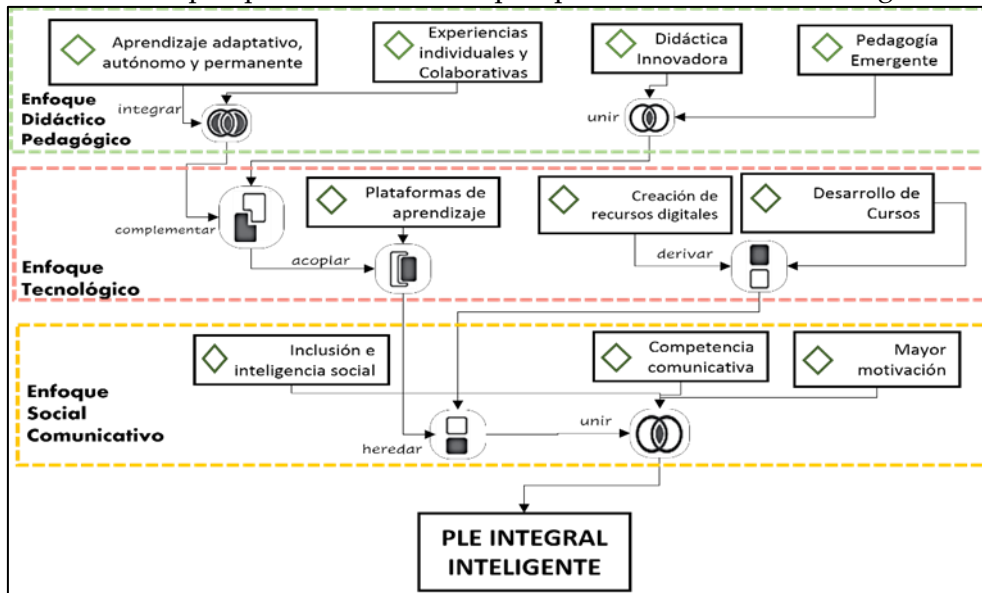 Aprendizaje adaptativo,
autónomo y permanente
Experiencias
individuales y
Colaborativas
Didáctica
Innovadora
Pedagogía
Emergente
integrar
unir
Enfoque
Didáctico
Pedagógico
Plataformas de
aprendizaje
Creación de
recursos digitales
Desarrollo de
Cursos
complementar
acoplar
derivar
Enfoque
Tecnológico
Inclusión e
inteligencia social
Competencia
comunicativa
Mayor
motivación
Enfoque
Social
Comunicativo
heredar
unir
PLE INTEGRAL
INTELIGENTE